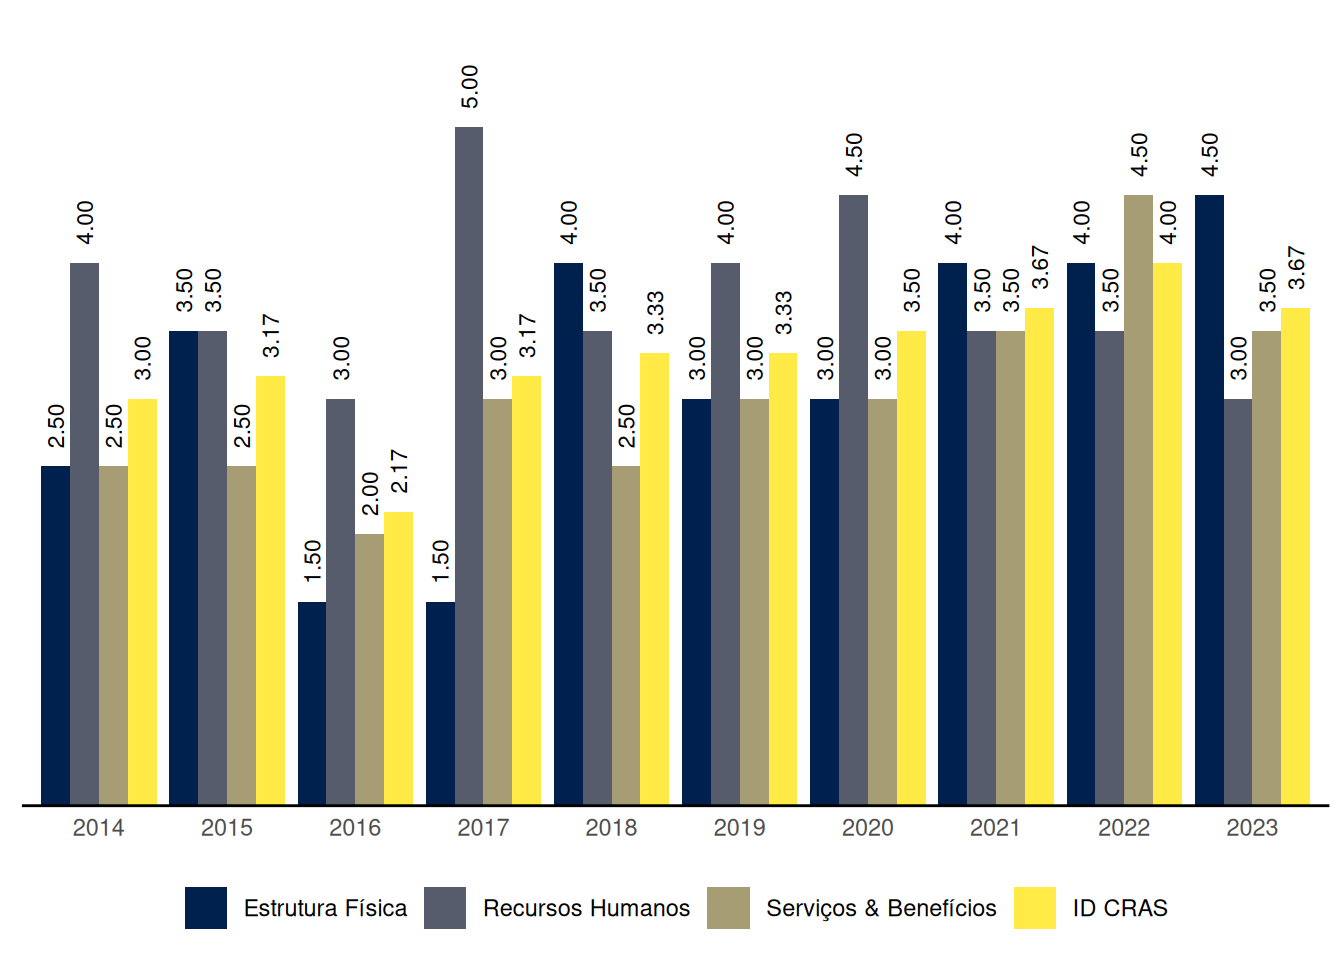 2.50 4.00 2.50 3.00 3.50 3.50 2.50 3.17 1.50 3.00 2.00 2.17 1.50 5.00 3.00 3.17 4.00 3.50 2.50 3.33 3.00 4.00 3.00 3.33 3.00 4.50 3.00 3.50 4.00 3.50 3.50 3.67 4.00 3.50 4.50 4.00 4.50 3.00 3.50 3.67
2014 2015 2016 2017 2018 2019 2020 2021 2022 2023
Estrutura Física Recursos Humanos Serviços & Benefícios ID CRAS